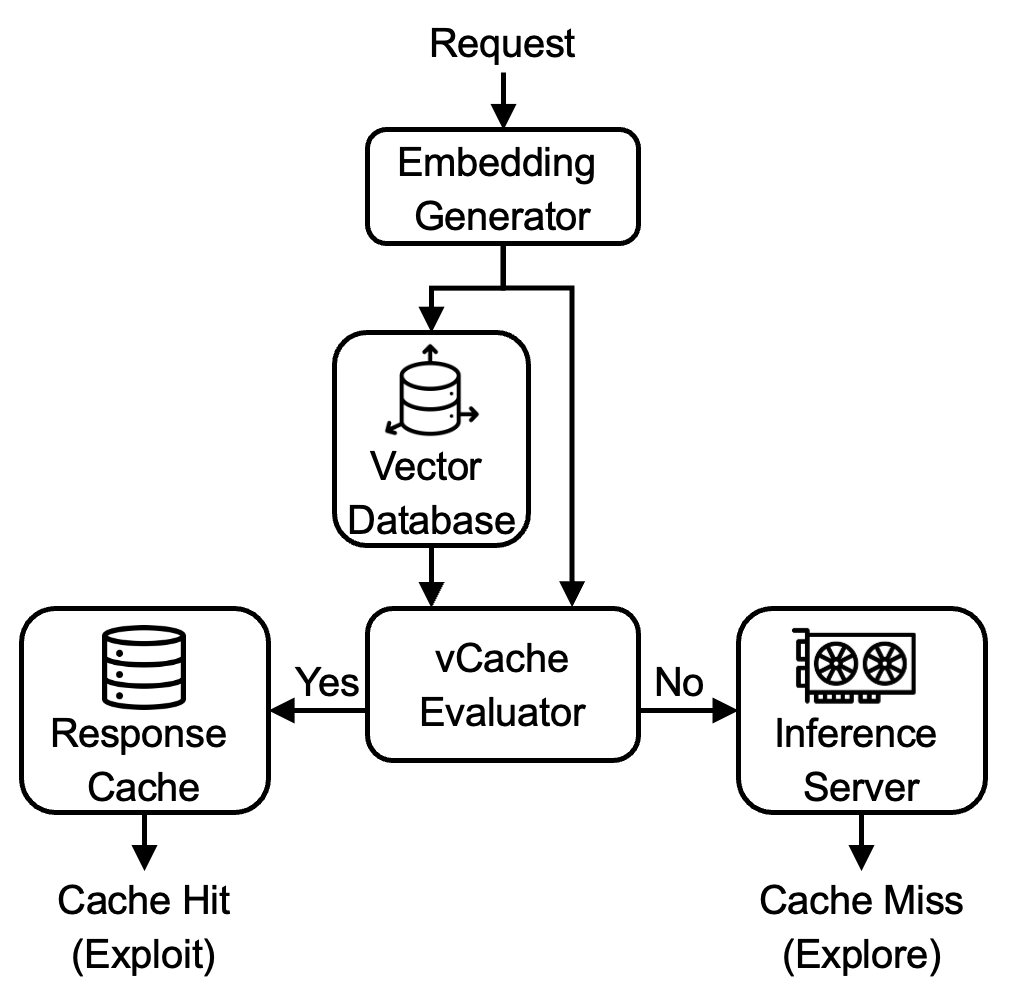 Request
Embedding
Generator
Vector
Database
vCache
Evaluator
Yes
No
Response
Cache
Inference
Server
Cache Hit
(Exploit)
Cache Miss
(Explore)